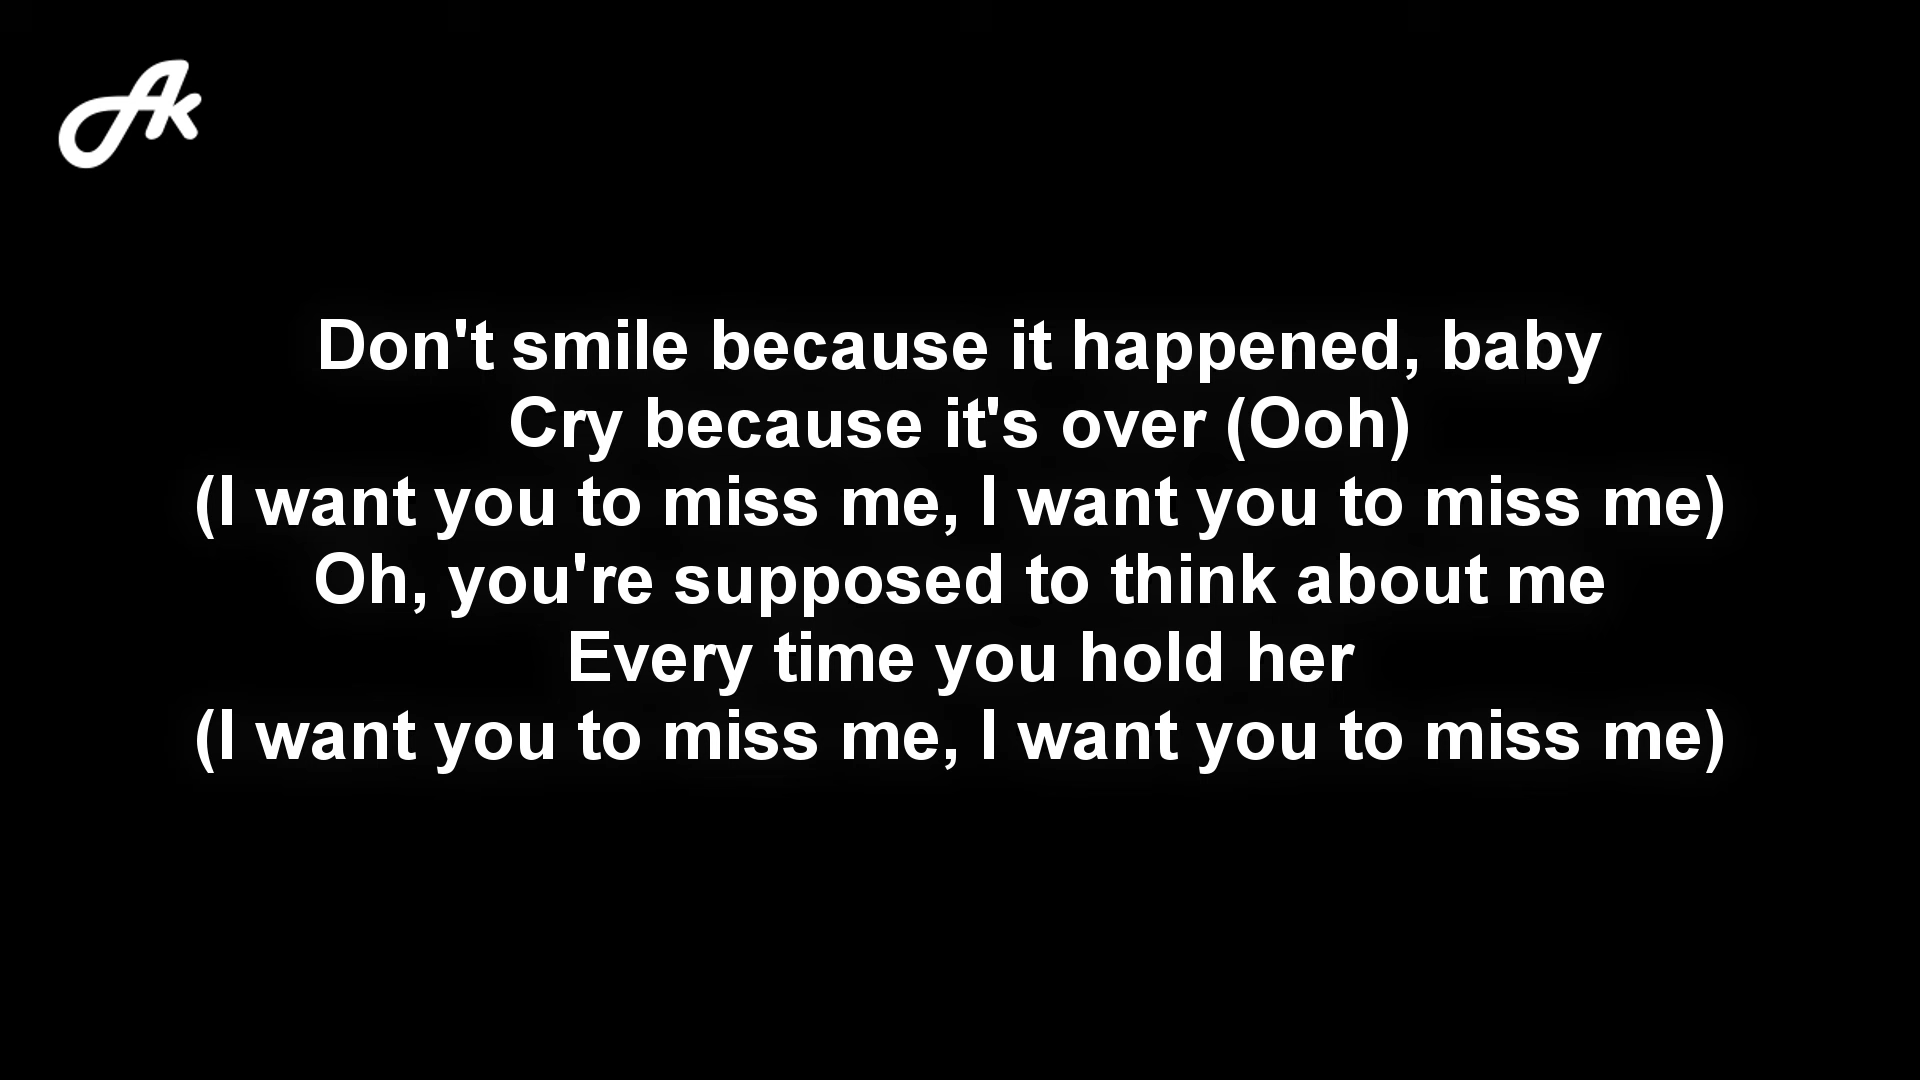 Ak
Don't smile because it happened, baby
Cry because it's over (Ooh)
(I want you to miss me, I want you to miss me)
Oh, you're supposed to think about me
Every time you hold her
(I want you to miss me, I want you to miss me)